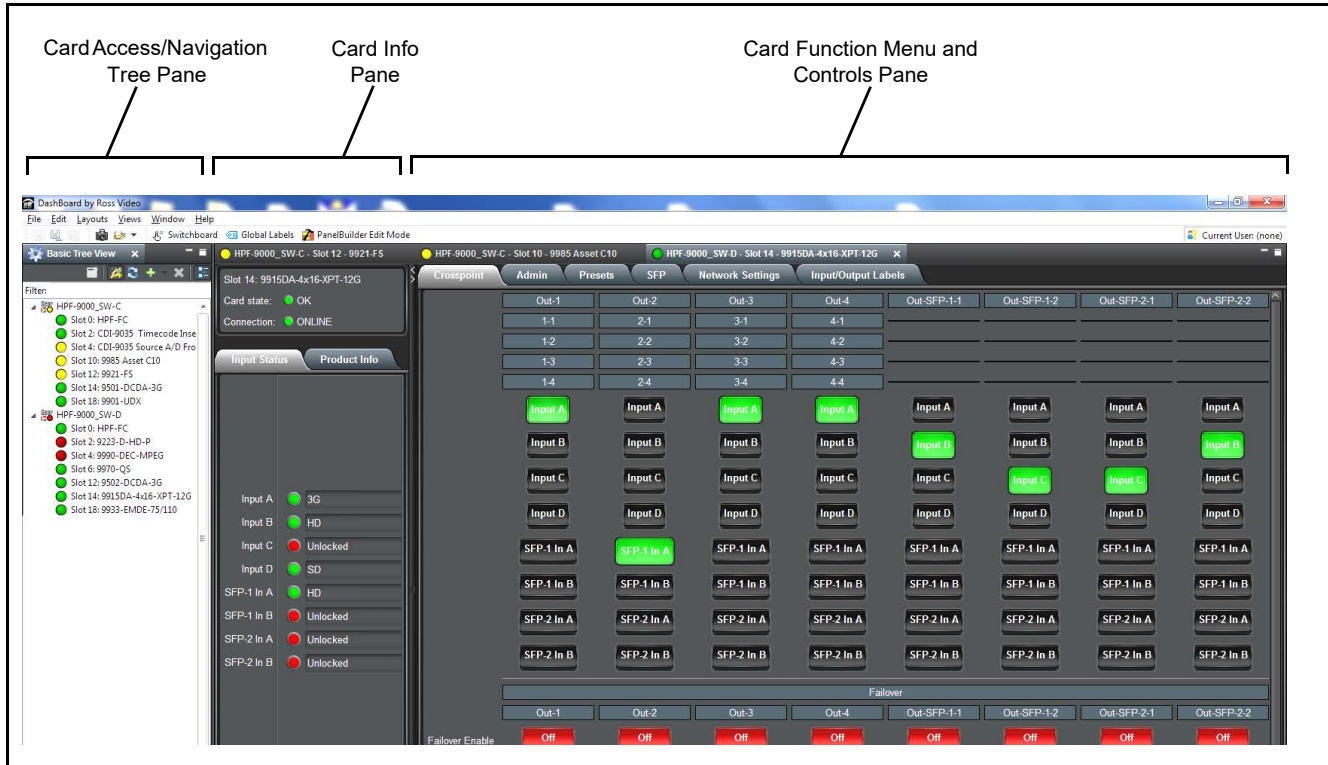 Card Access/Navigation
Tree Pane
Card Info
Pane
Card Function Menu and
Controls Pane
DashBoard by Ross Video
File Edit Layouts Views Window Help
Switchboard Global Labels PanelBuilder Edit Mode Current User: (none)
Basic Tree View x
Filter:
HPF-9000_SW-C
Slot 0: HPF-FC
Slot 2: CDI-9035 Timecode Inse
Slot 4: CDI-9035 Source A/D Fro
Slot 10: 9985 Asset C10
Slot 12: 9921-FS
Slot 14: 9501-DCDA-3G
Slot 18: 9901-UDX
HPF-9000_SW-D
Slot 0: HPF-FC
Slot 2: 9223-D-HD-P
Slot 4: 9990-DEC-MPEG
Slot 6: 9970-QS
Slot 12: 9502-DCDA-3G
Slot 14: 9915DA-4x16-XPT-12G
Slot 18: 9933-EMDE-75/110
HPF-9000_SW-C - Slot 12 - 9921-FS
Slot 14: 9915DA-4x16-XPT-12G
Card state: OK
Connection: ONLINE
Input Status Product Info
Input A 3G
Input B HD
Input C Unlocked
Input D SD
SFP-1 In A HD
SFP-1 In B Unlocked
SFP-2 In A Unlocked
SFP-2 In B Unlocked
HPF-9000_SW-C - Slot 10 - 9985 Asset C10 HPF-9000_SW-D - Slot 14 - 9915DA-4x16-XPT-12G x
Crosspoint Admin Presets SFP Network Settings Input/Output Labels
Out-1 Out-2 Out-3 Out-4 Out-SFP-1-1 Out-SFP-1-2 Out-SFP-2-1 Out-SFP-2-2
1-1 2-1 3-1 4-1
1-2 2-2 3-2 4-2
1-3 2-3 3-3 4-3
1-4 2-4 3-4 4-4
Input A Input A Input A Input A Input A Input A Input A Input A
Input B Input B Input B Input B Input B Input B Input B Input B
Input C Input C Input C Input C Input C Input C Input C Input C
Input D Input D Input D Input D Input D Input D Input D Input D
SFP-1 In A SFP-1 In A SFP-1 In A SFP-1 In A SFP-1 In A SFP-1 In A SFP-1 In A SFP-1 In A
SFP-1 In B SFP-1 In B SFP-1 In B SFP-1 In B SFP-1 In B SFP-1 In B SFP-1 In B SFP-1 In B
SFP-2 In A SFP-2 In A SFP-2 In A SFP-2 In A SFP-2 In A SFP-2 In A SFP-2 In A SFP-2 In A
SFP-2 In B SFP-2 In B SFP-2 In B SFP-2 In B SFP-2 In B SFP-2 In B SFP-2 In B SFP-2 In B
Failover
Out-1 Out-2 Out-3 Out-4 Out-SFP-1-1 Out-SFP-1-2 Out-SFP-2-1 Out-SFP-2-2
Failover Enable Off Off Off Off Off Off Off Off